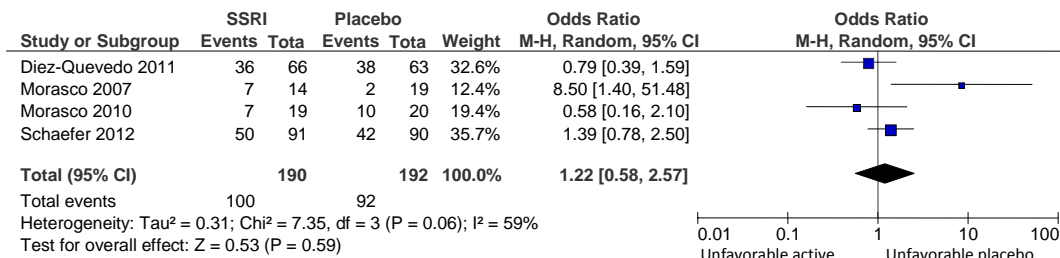 SSRI Placebo Odds Ratio Odds Ratio
Study or Subgroup Events Tota Events Tota Weight M-H, Random, 95% CI M-H, Random, 95% CI
Diez-Quevedo 2011 36 66 38 63 32.6% 0.79 [0.39, 1.59]
Morasco 2007 7 14 2 19 12.4% 8.50 [1.40, 51.48]
Morasco 2010 7 19 10 20 19.4% 0.58 [0.16, 2.10]
Schaefer 2012 50 91 42 90 35.7% 1.39 [0.78, 2.50]
Total (95% CI) 190 192 100.0% 1.22 [0.58, 2.57]
Total events 100 92
Heterogeneity: Tau² = 0.31; Chi² = 7.35, df = 3 (P = 0.06); I² = 59%
Test for overall effect: Z = 0.53 (P = 0.59)
0.01 0.1 1 10 100
Unfavorable active Unfavorable placebo